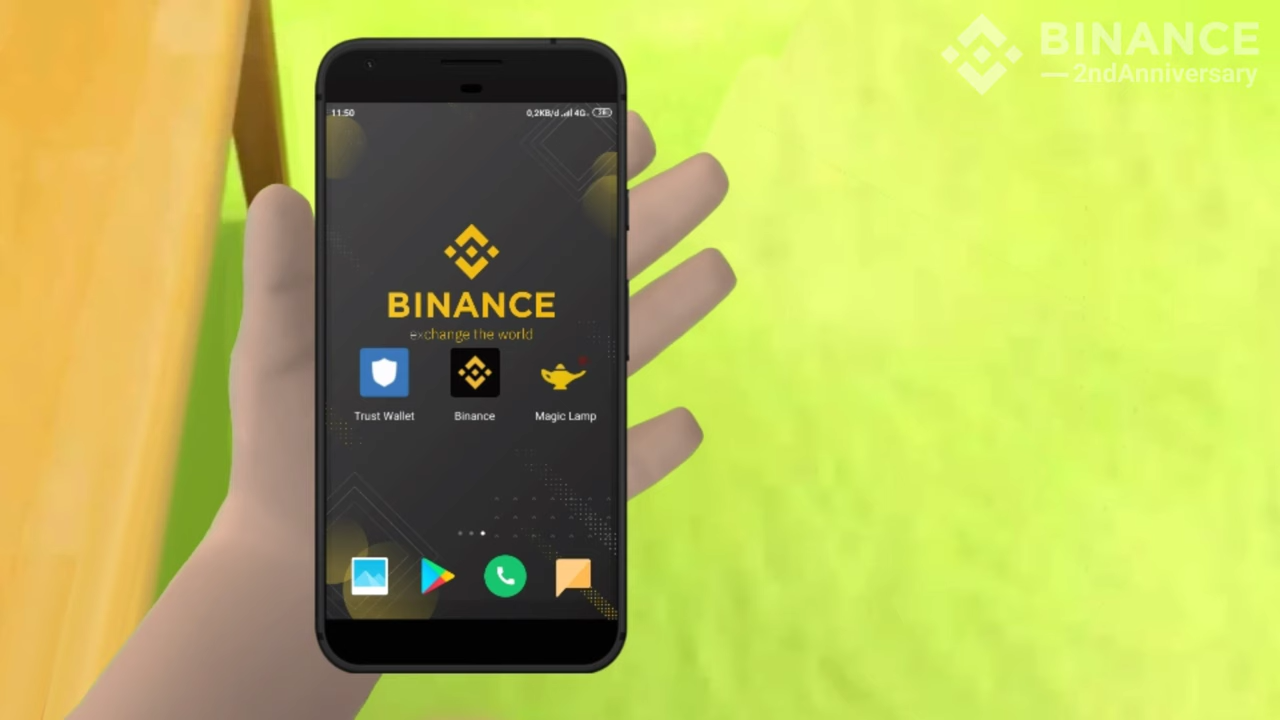 BINANCE
2ndAnniversary
11:50
0,2KB/d
4G
BINANCE
exchange the world
Trust Wallet
Binance
Magic Lamp